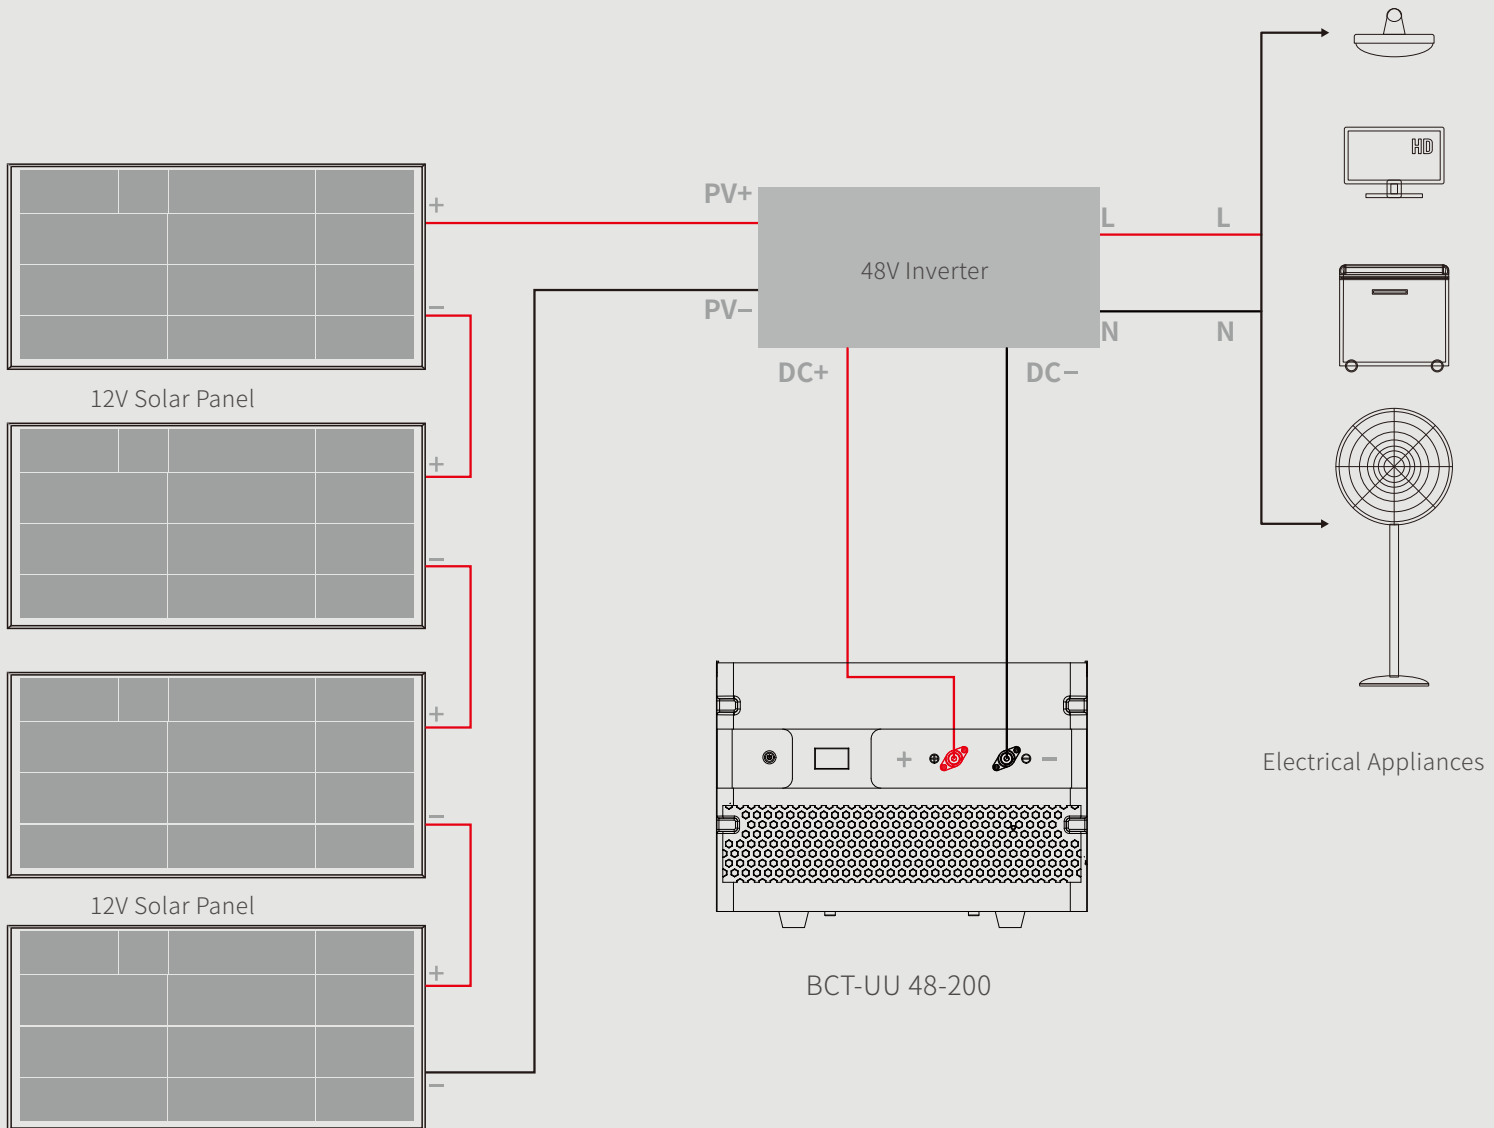 HD
+
PV+
L
L
48V Inverter
−
PV−
N
N
DC+
DC−
12V Solar Panel
+
−
+
+ ⊕ ⊖ −
Electrical Appliances
−
12V Solar Panel
+
BCT-UU 48-200
−